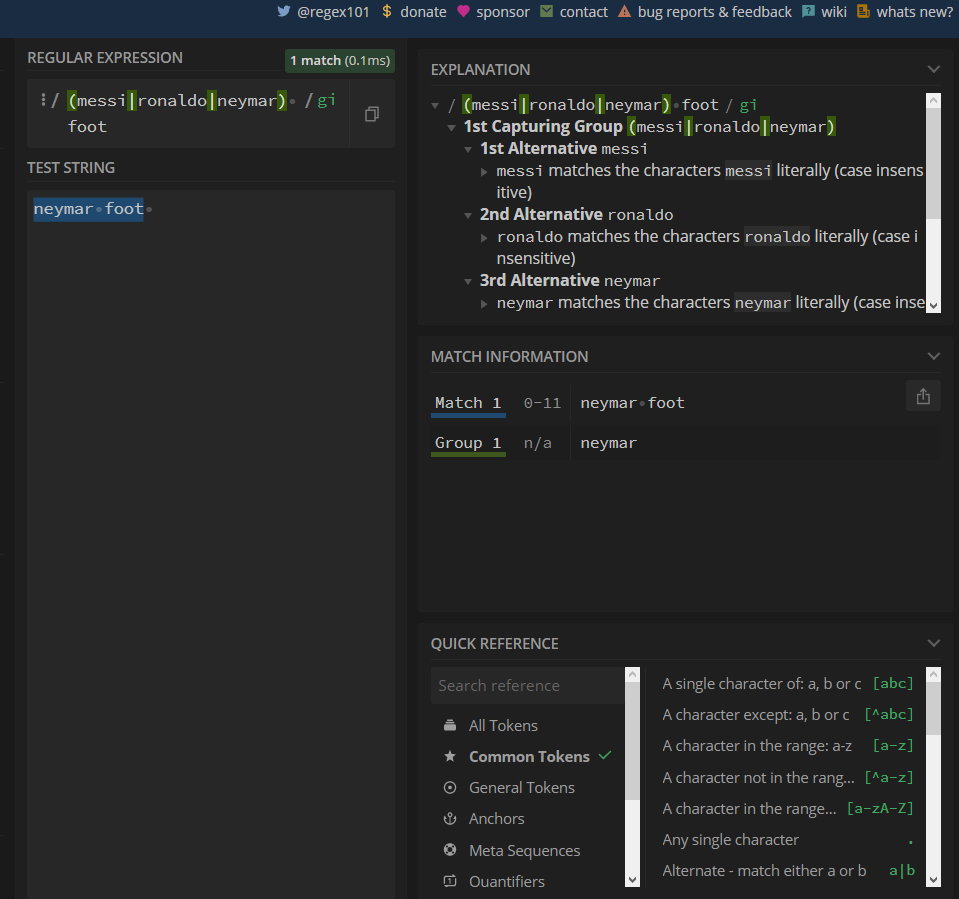 @regex101 $ donate sponsor contact bug reports & feedback wiki whats new?
REGULAR EXPRESSION
1 match (0.1ms)
/ (messi|ronaldo|neymar)· / gi
foot
TEST STRING
neymar·foot·
EXPLANATION
/ (messi|ronaldo|neymar)·foot / gi
1st Capturing Group (messi|ronaldo|neymar)
1st Alternative messi
messi matches the characters messi literally (case insens
itive)
2nd Alternative ronaldo
ronaldo matches the characters ronaldo literally (case i
nsensitive)
3rd Alternative neymar
neymar matches the characters neymar literally (case inse
MATCH INFORMATION
Match 1 0-11 neymar·foot
Group 1 n/a neymar
QUICK REFERENCE
Search reference
All Tokens
Common Tokens
General Tokens
Anchors
Meta Sequences
Quantifiers
A single character of: a, b or c [abc]
A character except: a, b or c [^abc]
A character in the range: a-z [a-z]
A character not in the rang... [^a-z]
A character in the range... [a-zA-Z]
Any single character .
Alternate - match either a or b a|b